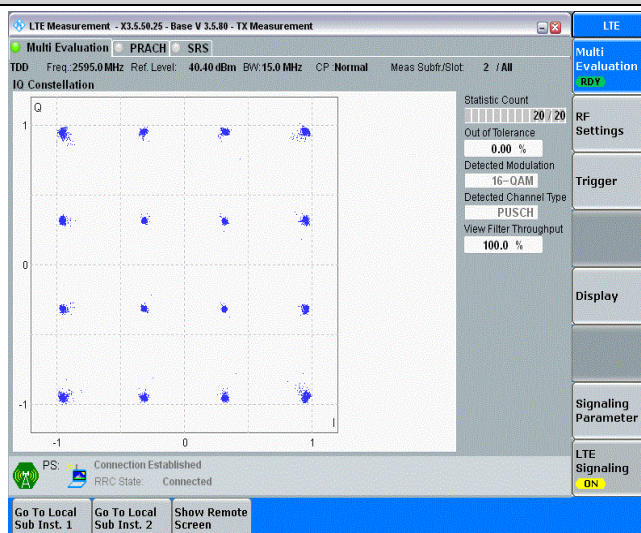 LTE Measurement - X3.5.50.25 - Base V 3.5.80 - TX Measurement
LTE
Multi Evaluation PRACH SRS
TDD Freq.:2595.0 MHz Ref. Level: 40.40 dBm BW:15.0 MHz CP :Normal Meas Subfr./Slot: 2 / All
IQ Constellation
Q
1
0
-1
I
-1 0 1
Statistic Count
20 / 20
Out of Tolerance
0.00 %
Detected Modulation
16-QAM
Detected Channel Type
PUSCH
View Filter Throughput
100.0 %
Multi
Evaluation
RDY
RF
Settings
Trigger
Display
Signaling
Parameter
LTE
Signaling
ON
PS: Connection Established
RRC State: Connected
Go To Local
Sub Inst. 1
Go To Local
Sub Inst. 2
Show Remote
Screen